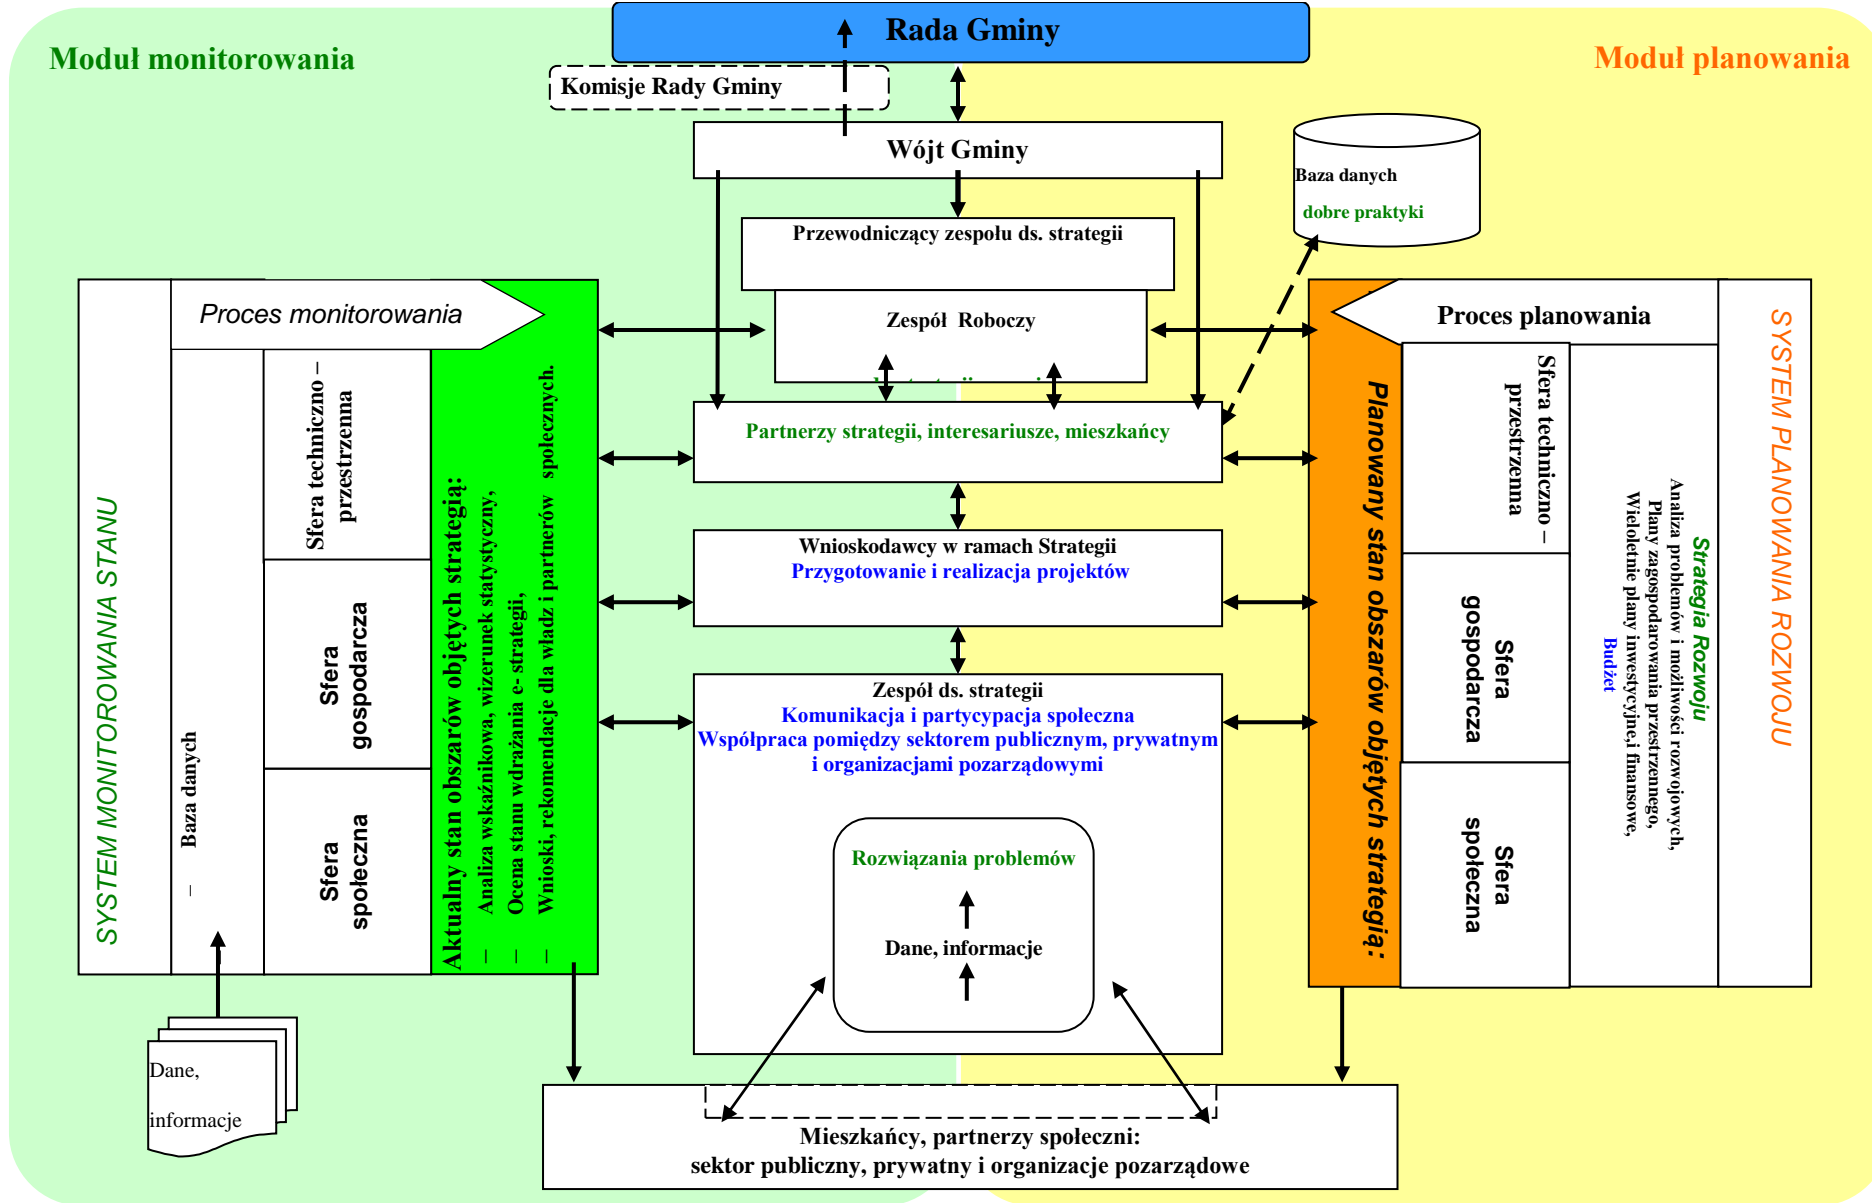 Rada Gminy
Moduł monitorowania
Moduł planowania
Komisje Rady Gminy
Wójt Gminy
Baza danych
dobre praktyki
Przewodniczący zespołu ds. strategii
Zespół Roboczy
Proces monitorowania
Proces planowania
SYSTEM MONITOROWANIA STANU
– Baza danych
Sfera techniczno –
przestrzenna
Sfera
gospodarcza
Sfera
społeczna
Aktualny stan obszarów objętych strategią:
– Analiza wskaźnikowa, wizerunek statystyczny,
– Ocena stanu wdrażania e- strategii,
– Wnioski, rekomendacje dla władz i partnerów społecznych.
Partnerzy strategii, interesariusze, mieszkańcy
Wnioskodawcy w ramach Strategii
Przygotowanie i realizacja projektów
Zespół ds. strategii
Komunikacja i partycypacja społeczna
Współpraca pomiędzy sektorem publicznym, prywatnym
i organizacjami pozarządowymi
Rozwiązania problemów
Dane, informacje
Planowany stan obszarów objętych strategią:
Sfera techniczno –
przestrzenna
Sfera
gospodarcza
Sfera
społeczna
Strategia Rozwoju
Analiza problemów i możliwości rozwojowych,
Plany zagospodarowania przestrzennego,
Wieloletnie plany inwestycyjne,i finansowe,
Budżet
SYSTEM PLANOWANIA ROZWOJU
Dane,
informacje
Mieszkańcy, partnerzy społeczni:
sektor publiczny, prywatny i organizacje pozarządowe